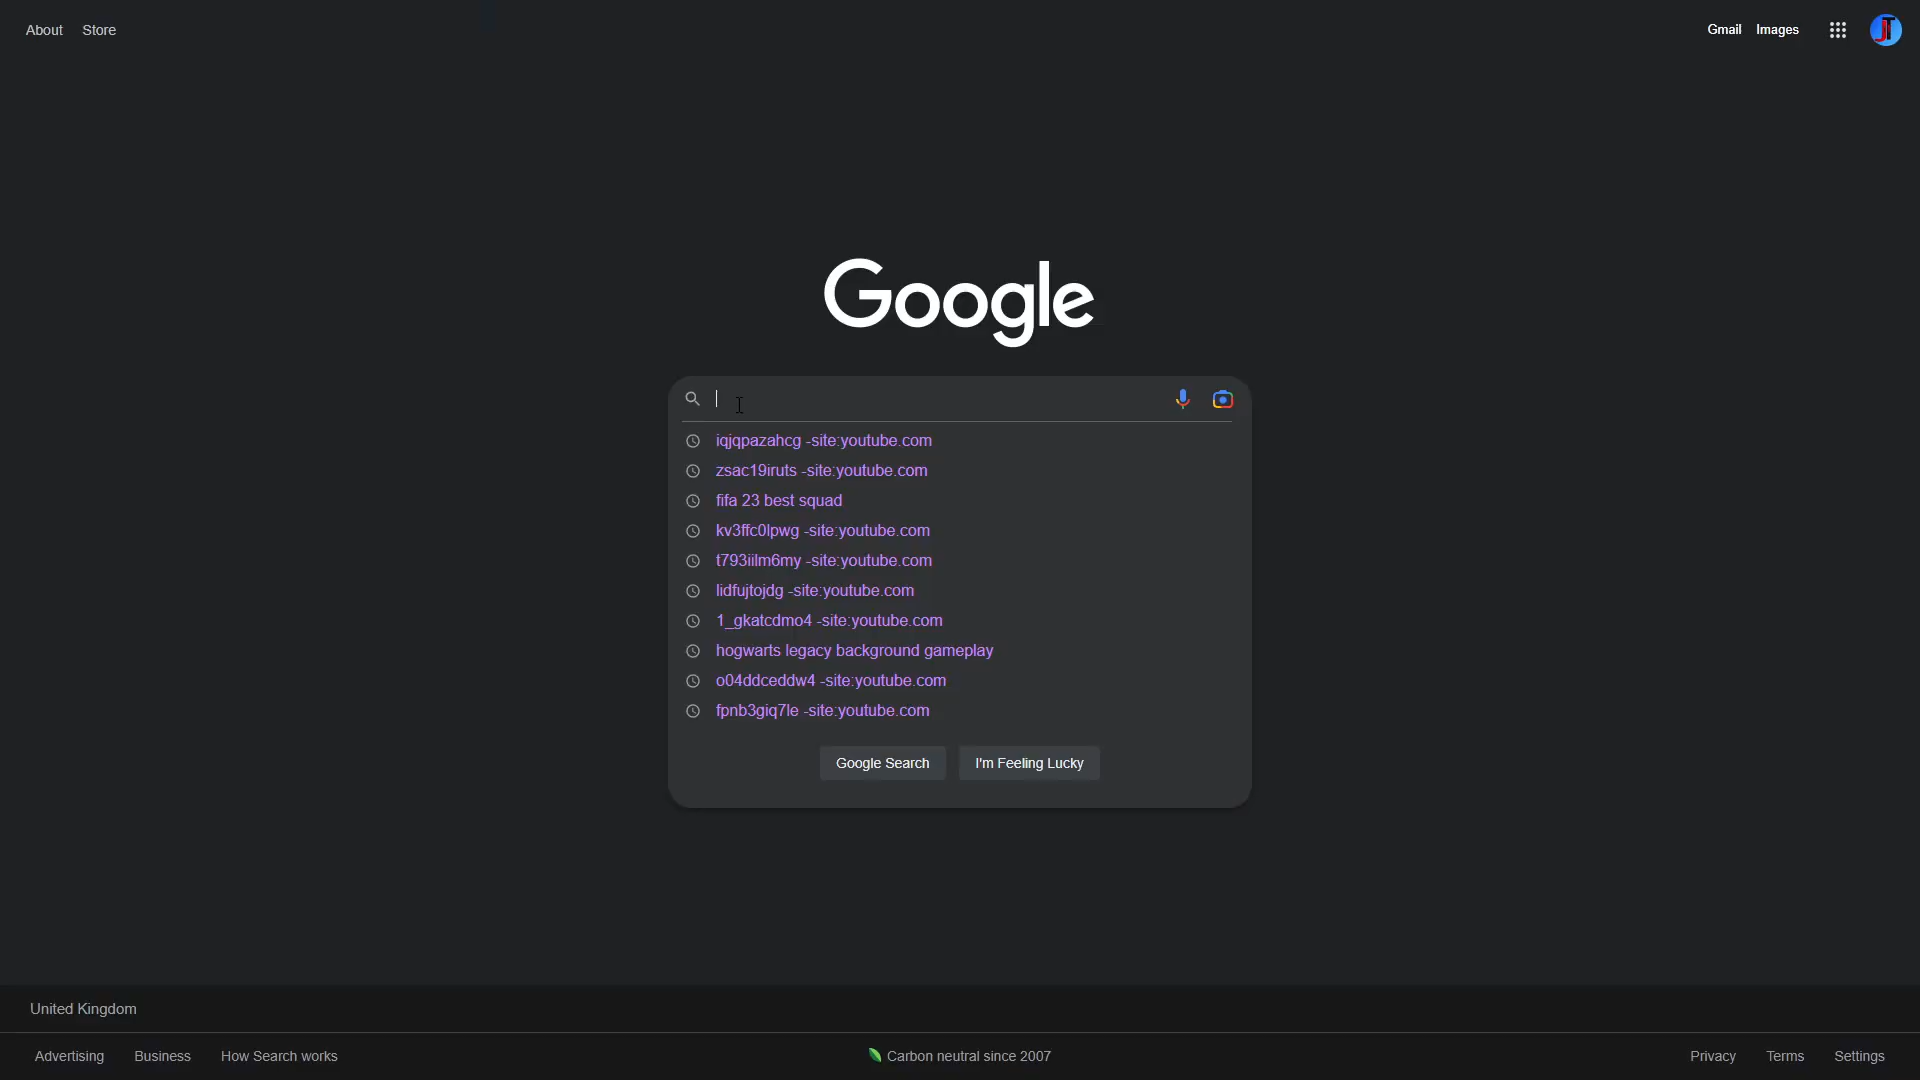 About Store
Gmail Images
JT
Google
iqjqpazahcg -site:youtube.com
zsac19iruts -site:youtube.com
fifa 23 best squad
kv3ffc0lpwg -site:youtube.com
t793iilm6my -site:youtube.com
lidfujtojdg -site:youtube.com
1_gkatcdmo4 -site:youtube.com
hogwarts legacy background gameplay
o04ddceddw4 -site:youtube.com
fpnb3giq7le -site:youtube.com
Google Search I'm Feeling Lucky
United Kingdom
Advertising Business How Search works Carbon neutral since 2007 Privacy Terms Settings